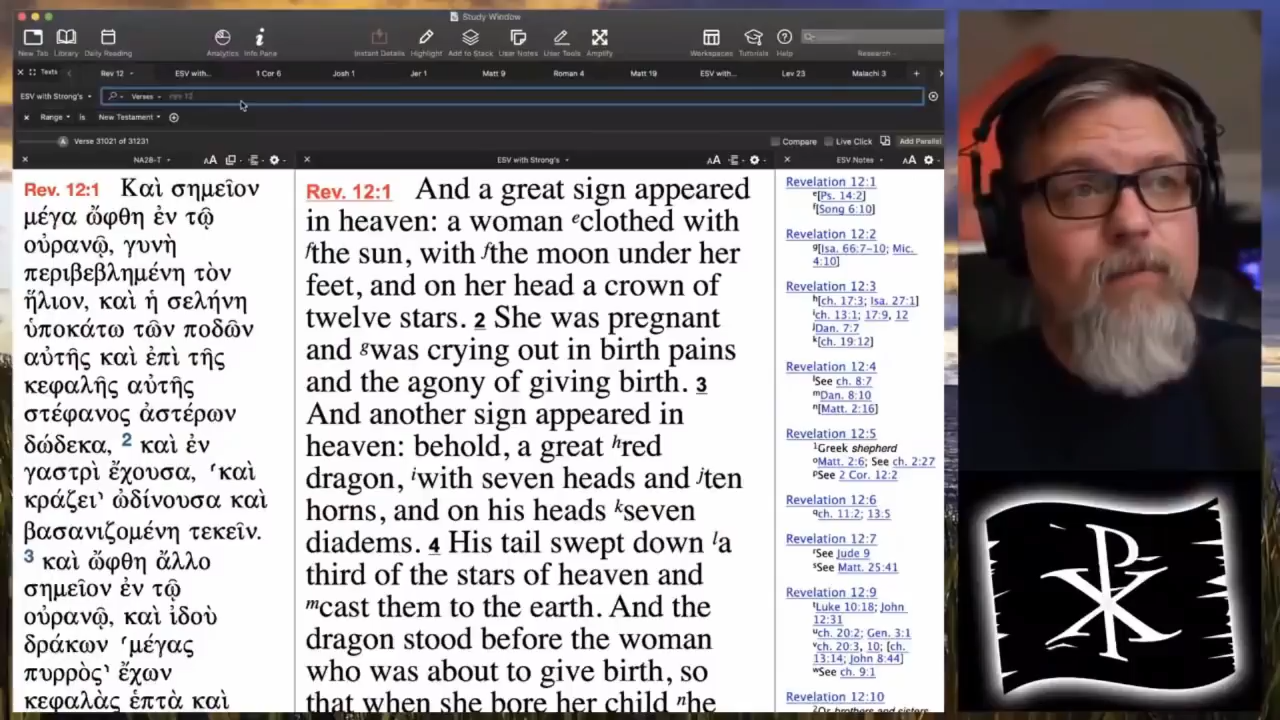 Study Window
New Tab Library Daily Reading Analytics Info Pane Instant Details Highlight Add to Stack User Notes User Tools Amplify Workspaces Tutorials Help Research
Texts Rev 12 ESV with... 1 Cor 6 Josh 1 Jer 1 Matt 9 Roman 4 Matt 19 ESV with... Lev 23 Malachi 3 +
ESV with Strong's Verses rev 12
Range is New Testament
Verse 31021 of 31231 Compare Live Click Add Parallel
NA28-T
Rev. 12:1 Καὶ σημεῖον
μέγα ὤφθη ἐν τῷ
οὐρανῷ, γυνὴ
περιβεβλημένη τὸν
ἥλιον, καὶ ἡ σελήνη
ὑποκάτω τῶν ποδῶν
αὐτῆς καὶ ἐπὶ τῆς
κεφαλῆς αὐτῆς
στέφανος ἀστέρων
δώδεκα, 2 καὶ ἐν
γαστρὶ ἔχουσα, ⸂καὶ
κράζει⸃ ὠδίνουσα καὶ
βασανιζομένη τεκεῖν.
3 καὶ ὤφθη ἄλλο
σημεῖον ἐν τῷ
οὐρανῷ, καὶ ἰδοὺ
δράκων ⸂μέγας
πυρρὸς⸃ ἔχων
κεφαλὰς ἑπτὰ καὶ
ESV with Strong's
Rev. 12:1 And a great sign appeared
in heaven: a woman eclothed with
fthe sun, with fthe moon under her
feet, and on her head a crown of
twelve stars. 2 She was pregnant
and gwas crying out in birth pains
and the agony of giving birth. 3
And another sign appeared in
heaven: behold, a great hred
dragon, iwith seven heads and jten
horns, and on his heads kseven
diadems. 4 His tail swept down la
third of the stars of heaven and
mcast them to the earth. And the
dragon stood before the woman
who was about to give birth, so
that when she bore her child nhe
ESV Notes
Revelation 12:1
e[Ps. 14:2]
f[Song 6:10]
Revelation 12:2
g[Isa. 66:7–10; Mic.
4:10]
Revelation 12:3
h[ch. 17:3; Isa. 27:1]
ich. 13:1; 17:9, 12
jDan. 7:7
k[ch. 19:12]
Revelation 12:4
lSee ch. 8:7
mDan. 8:10
n[Matt. 2:16]
Revelation 12:5
1Greek shepherd
oMatt. 2:6; See ch. 2:27
pSee 2 Cor. 12:2
Revelation 12:6
qch. 11:2; 13:5
Revelation 12:7
rSee Jude 9
sSee Matt. 25:41
Revelation 12:9
tLuke 10:18; John
12:31
uch. 20:2; Gen. 3:1
vch. 20:3, 10; [ch.
13:14; John 8:44]
wSee ch. 9:1
Revelation 12:10
2Or brothers and sisters